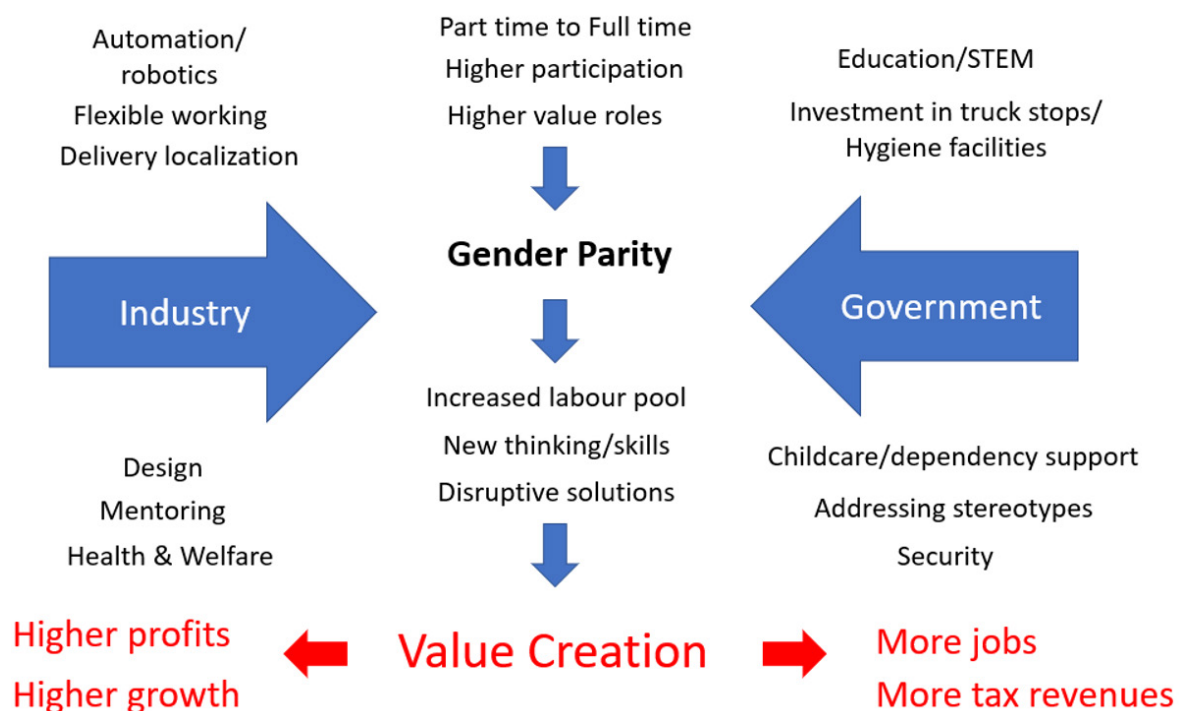 Automation/
robotics
Flexible working
Delivery localization
Part time to Full time
Higher participation
Higher value roles
Education/STEM
Investment in truck stops/
Hygiene facilities
Gender Parity
Industry
Government
Increased labour pool
New thinking/skills
Disruptive solutions
Design
Mentoring
Health & Welfare
Childcare/dependency support
Addressing stereotypes
Security
Higher profits
Higher growth
Value Creation
More jobs
More tax revenues